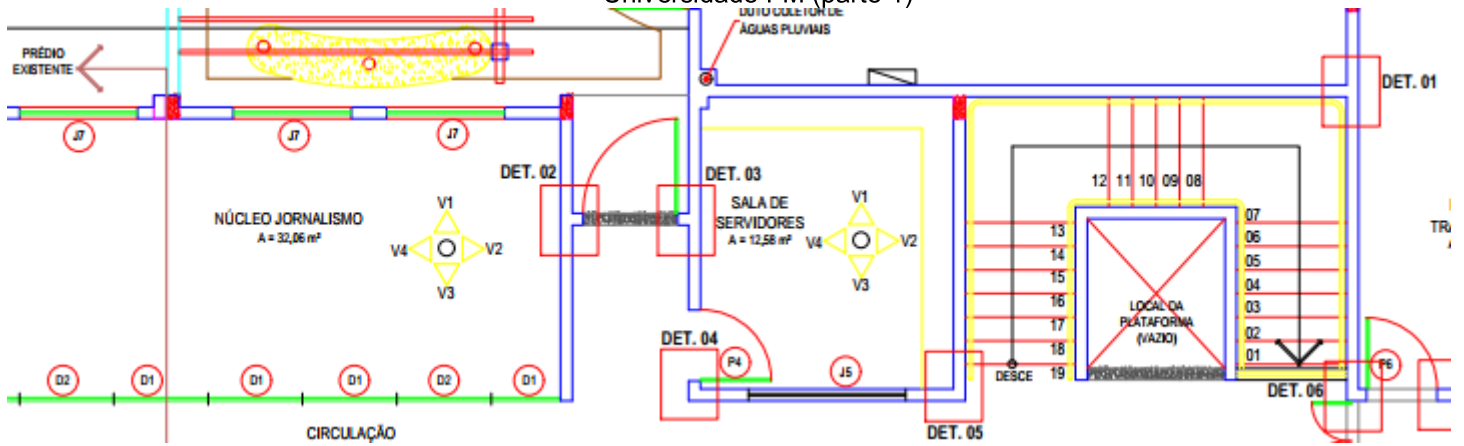 DUTO COLETOR DE
ÁGUAS PLUVIAIS
PRÉDIO
EXISTENTE
DET. 01
J7
J7
J7
DET. 02
DET. 03
12 11 10 09 08
NÚCLEO JORNALISMO
A = 32,06 m²
V1
V4
V2
V3
SALA DE
SERVIDORES
A = 12,58 m²
V1
V4
V2
V3
13
14
15
16
17
18
19
07
06
05
04
03
02
01
LOCAL DA
PLATAFORMA
(VAZIO)
DESCE
DET. 04
P4
J5
P6
D2
D1
D1
D1
D2
D1
DET. 06
CIRCULAÇÃO
DET. 05